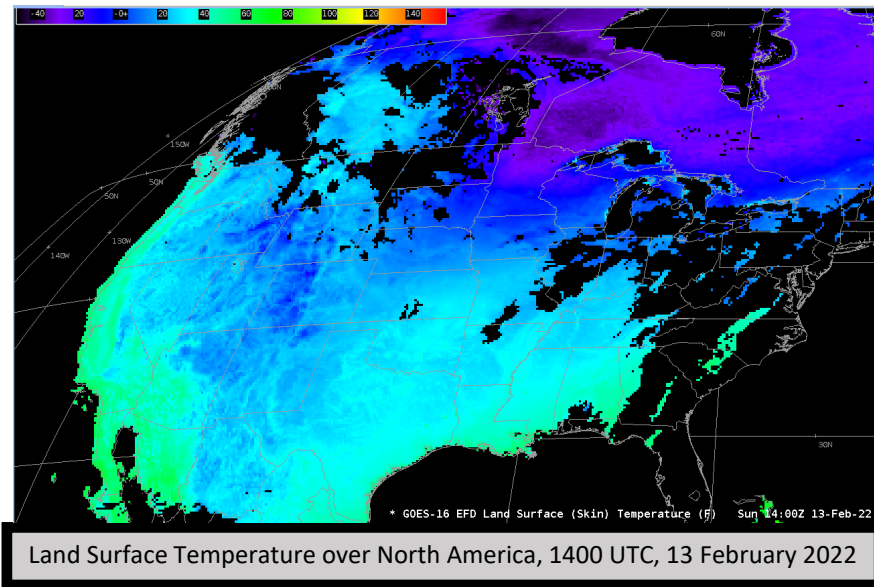 -40 20 -0+ 20 40 60 80 100 120 140
60N
150W
50N 50N
140W 130W
30N
* GOES-16 EFD Land Surface (Skin) Temperature (F) Sun 14:00Z 13-Feb-22
Land Surface Temperature over North America, 1400 UTC, 13 February 2022